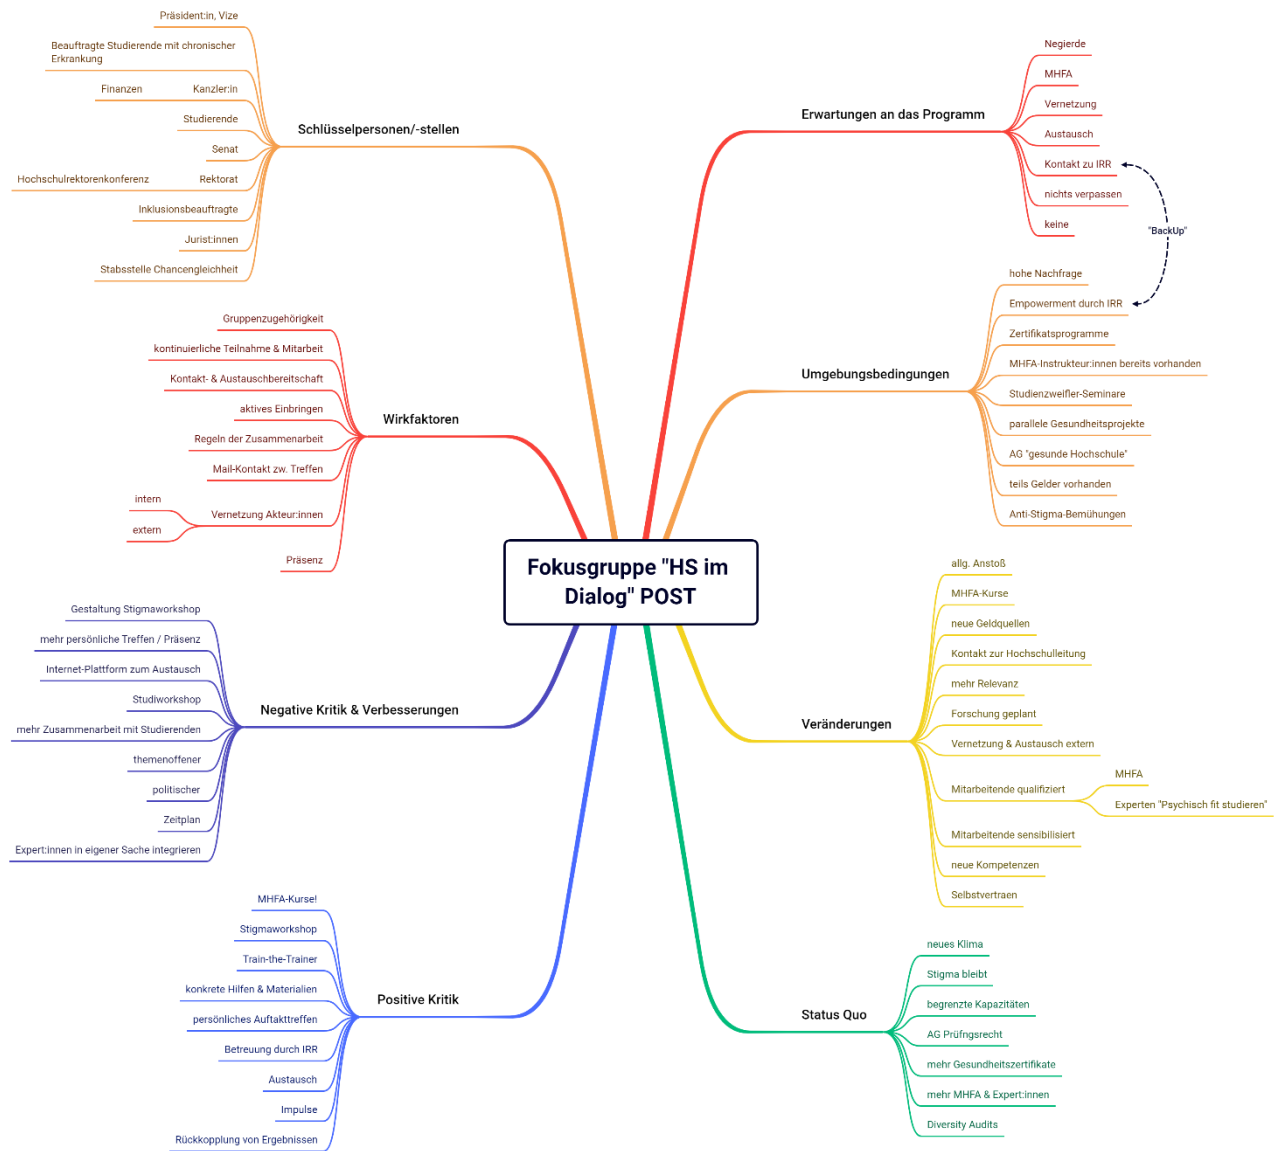 Fokusgruppe "HS im
Dialog" POST
Erwartungen an das Programm
Negierde
MHFA
Vernetzung
Austausch
Kontakt zu IRR
nichts verpassen
keine
"BackUp"
Umgebungsbedingungen
hohe Nachfrage
Empowerment durch IRR
Zertifikatsprogramme
MHFA-Instrukteur:innen bereits vorhanden
Studienzweifler-Seminare
parallele Gesundheitsprojekte
AG "gesunde Hochschule"
teils Gelder vorhanden
Anti-Stigma-Bemühungen
Veränderungen
allg. Anstoß
MHFA-Kurse
neue Geldquellen
Kontakt zur Hochschulleitung
mehr Relevanz
Forschung geplant
Vernetzung & Austausch extern
Mitarbeitende qualifiziert
MHFA
Experten "Psychisch fit studieren"
Mitarbeitende sensibilisiert
neue Kompetenzen
Selbstvertraen
Status Quo
neues Klima
Stigma bleibt
begrenzte Kapazitäten
AG Prüfngsrecht
mehr Gesundheitszertifikate
mehr MHFA & Expert:innen
Diversity Audits
Schlüsselpersonen/-stellen
Präsident:in, Vize
Beauftragte Studierende mit chronischer
Erkrankung
Kanzler:in
Finanzen
Studierende
Senat
Rektorat
Hochschulrektorenkonferenz
Inklusionsbeauftragte
Jurist:innen
Stabsstelle Chancengleichheit
Wirkfaktoren
Gruppenzugehörigkeit
kontinuierliche Teilnahme & Mitarbeit
Kontakt- & Austauschbereitschaft
aktives Einbringen
Regeln der Zusammenarbeit
Mail-Kontakt zw. Treffen
Vernetzung Akteur:innen
intern
extern
Präsenz
Negative Kritik & Verbesserungen
Gestaltung Stigmaworkshop
mehr persönliche Treffen / Präsenz
Internet-Plattform zum Austausch
Studiworkshop
mehr Zusammenarbeit mit Studierenden
themenoffener
politischer
Zeitplan
Expert:innen in eigener Sache integrieren
Positive Kritik
MHFA-Kurse!
Stigmaworkshop
Train-the-Trainer
konkrete Hilfen & Materialien
persönliches Auftakttreffen
Betreuung durch IRR
Austausch
Impulse
Rückkopplung von Ergebnissen